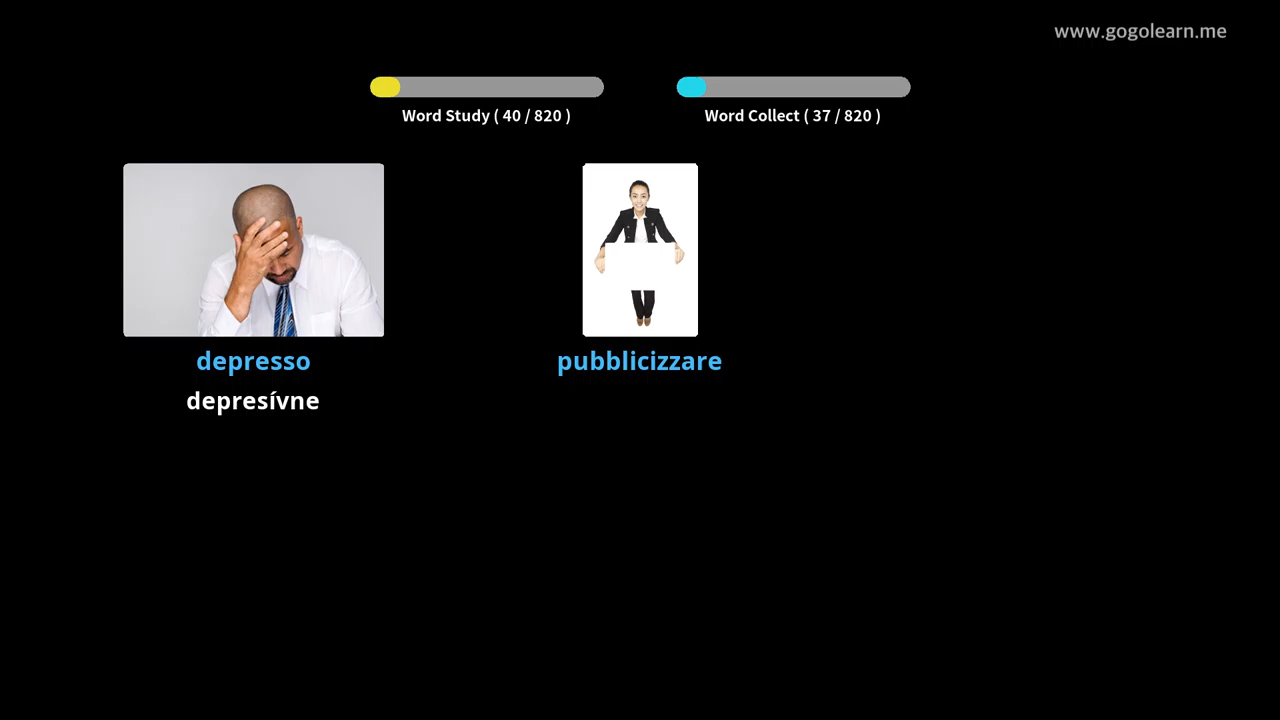 www.gogolearn.me
Word Study ( 40 / 820 )
Word Collect ( 37 / 820 )
depresso
depresívne
pubblicizzare